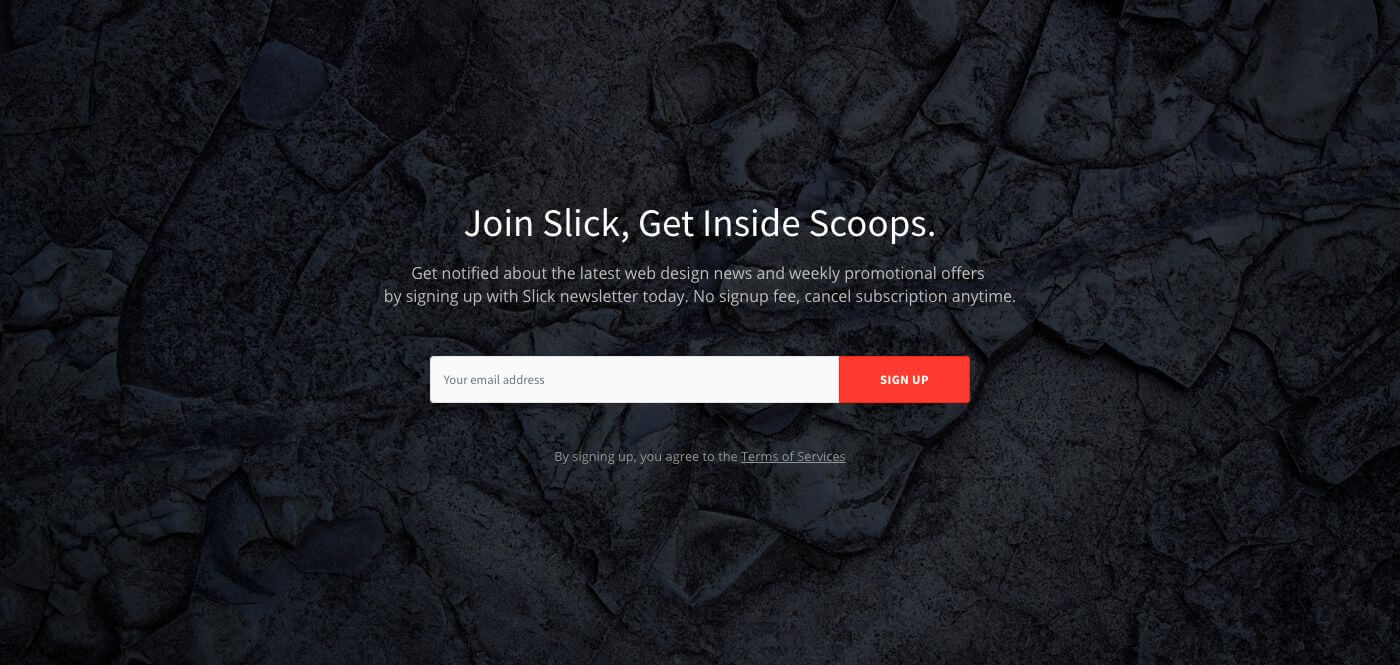 Join Slick, Get Inside Scoops.
Get notified about the latest web design news and weekly promotional offers
by signing up with Slick newsletter today. No signup fee, cancel subscription anytime.
Your email address
SIGN UP
By signing up, you agree to the Terms of Services